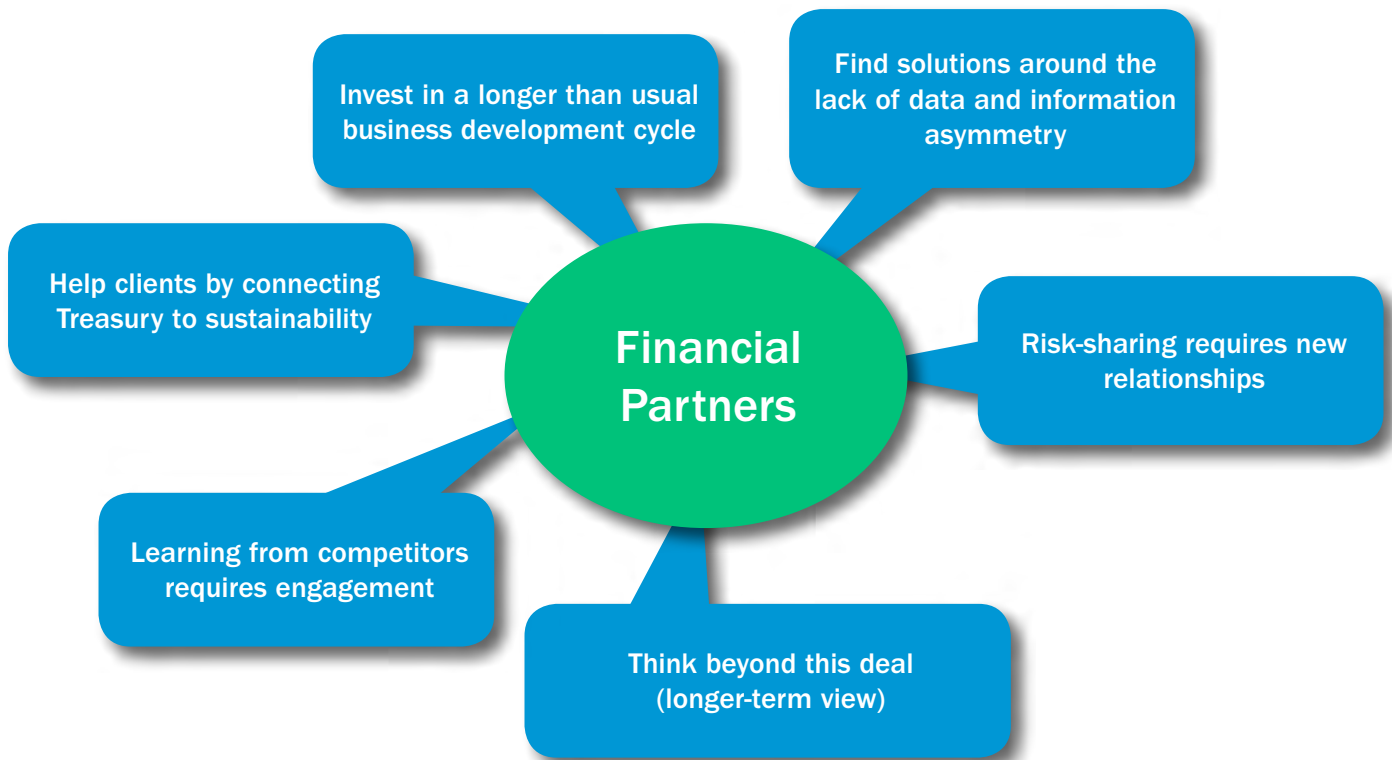 Invest in a longer than usual
business development cycle
Find solutions around the
lack of data and information
asymmetry
Help clients by connecting
Treasury to sustainability
Financial
Partners
Risk-sharing requires new
relationships
Learning from competitors
requires engagement
Think beyond this deal
(longer-term view)